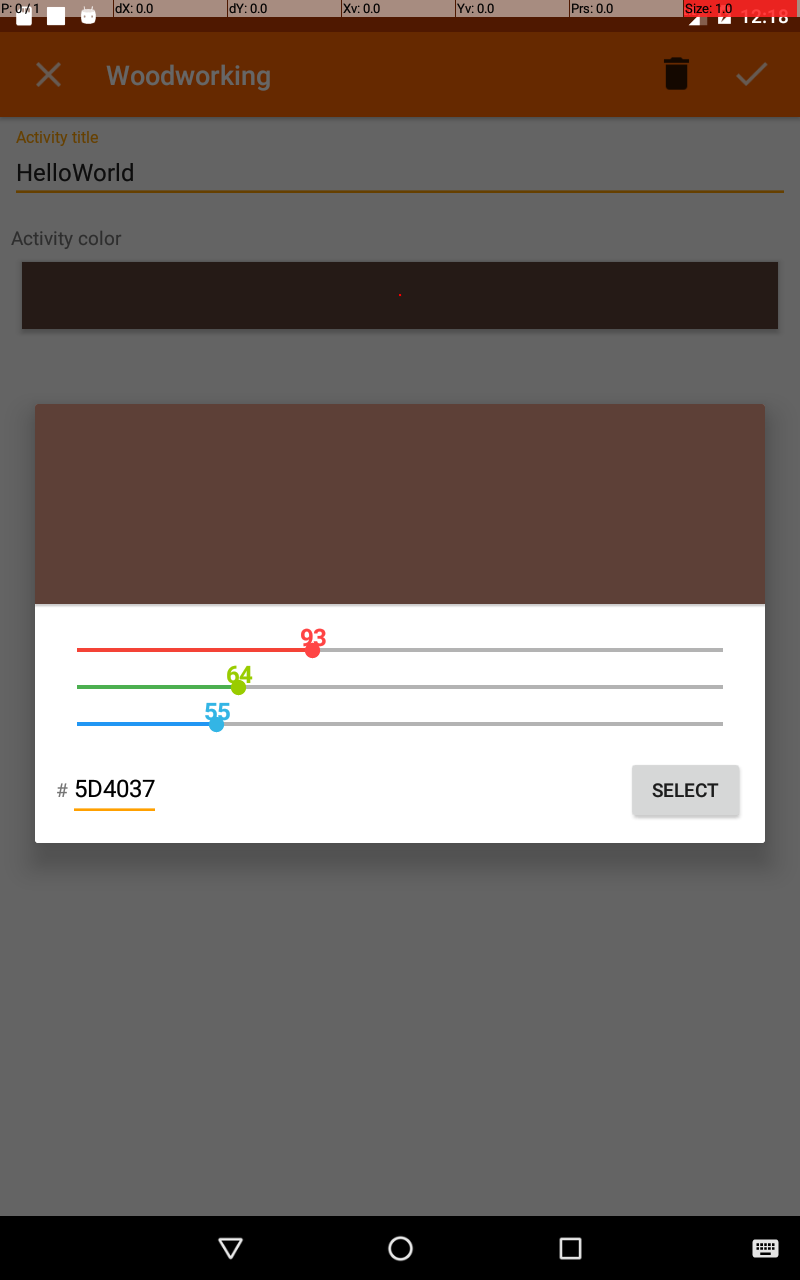 P: 0 / 1 dX: 0.0 dY: 0.0 Xv: 0.0 Yv: 0.0 Prs: 0.0 Size: 1.0
12:18
Woodworking
Activity title
HelloWorld
Activity color
93
64
55
# 5D4037
SELECT